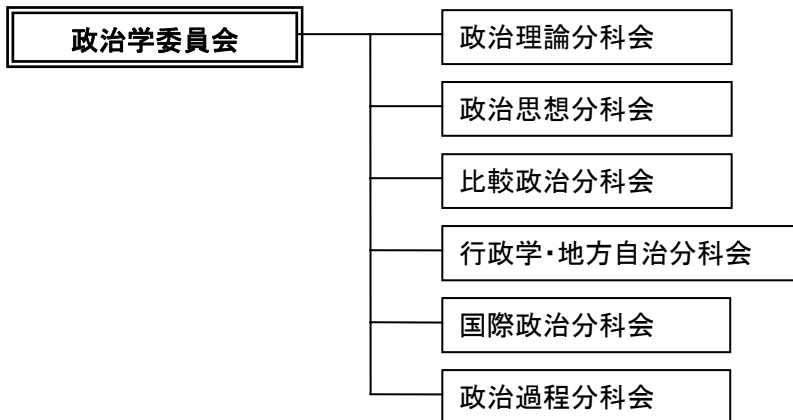 政治学委員会
政治理論分科会
政治思想分科会
比較政治分科会
行政学・地方自治分科会
国際政治分科会
政治過程分科会